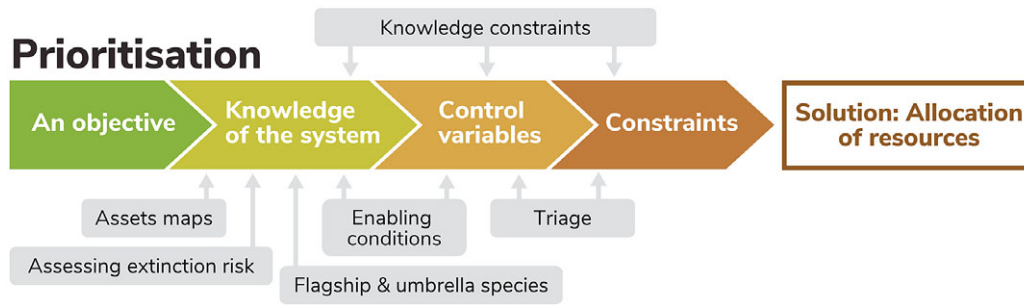 Knowledge constraints
Prioritisation
An objective
Knowledge
of the system
Control
variables
Constraints
Solution: Allocation
of resources
Assets maps
Enabling
conditions
Triage
Assessing extinction risk
Flagship & umbrella species